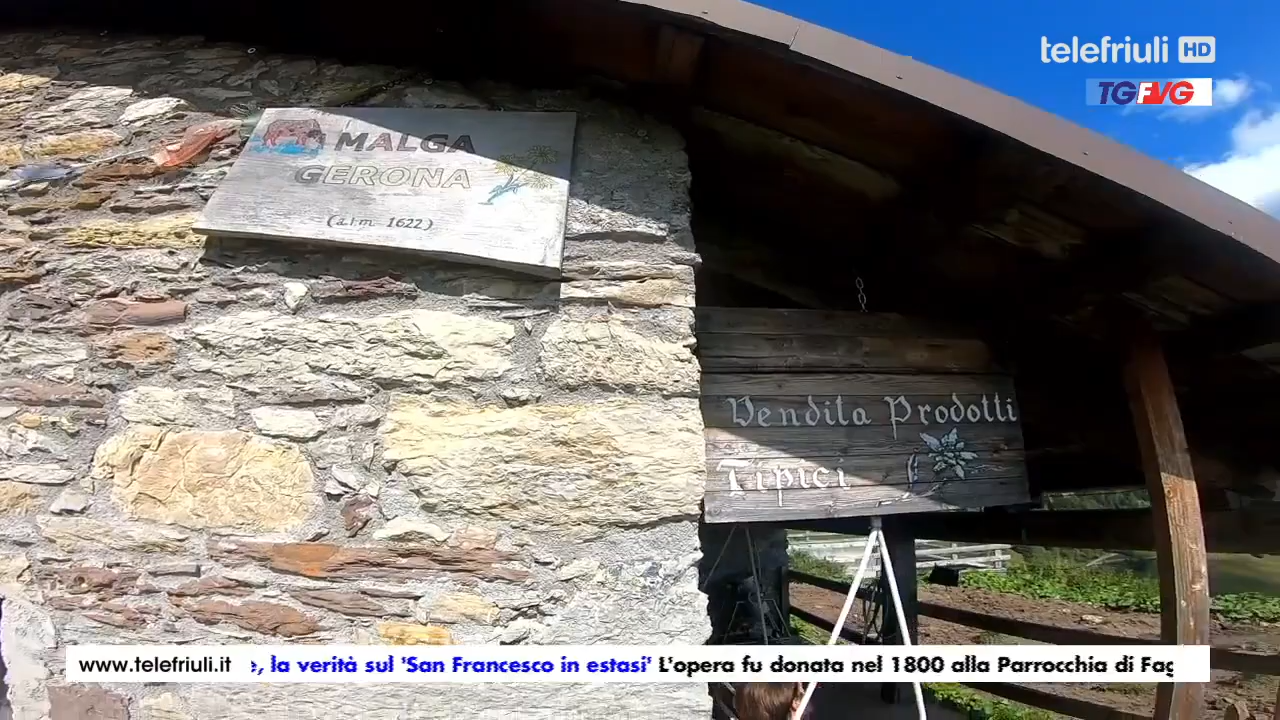 telefriuli HD
TGFVG
MALGA
GERONA
(a.l.m. 1622)
Vendita Prodotti
Tipici
www.telefriuli.it e, la verità sul 'San Francesco in estasi' L'opera fu donata nel 1800 alla Parrocchia di Fag